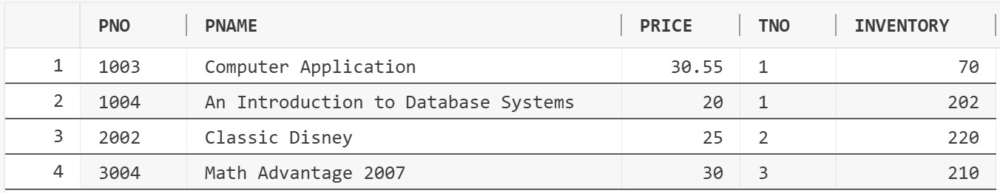 PNO PNAME PRICE TNO INVENTORY
1 1003 Computer Application 30.55 1 70
2 1004 An Introduction to Database Systems 20 1 202
3 2002 Classic Disney 25 2 220
4 3004 Math Advantage 2007 30 3 210